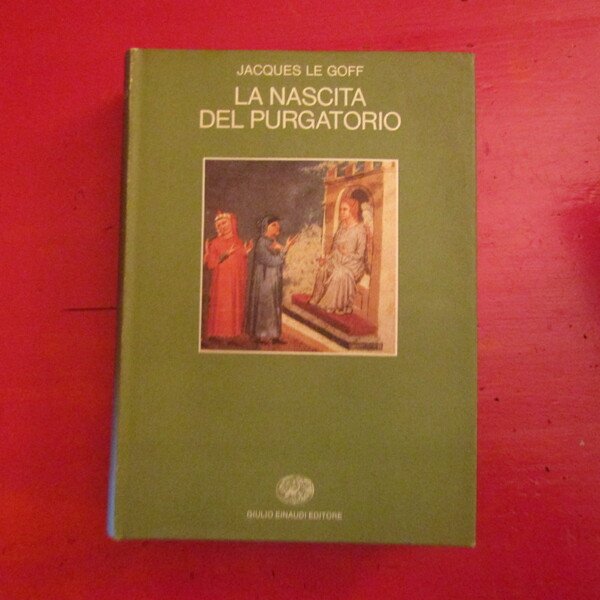 JACQUES LE GOFF
LA NASCITA
DEL PURGATORIO
GIULIO EINAUDI EDITORE